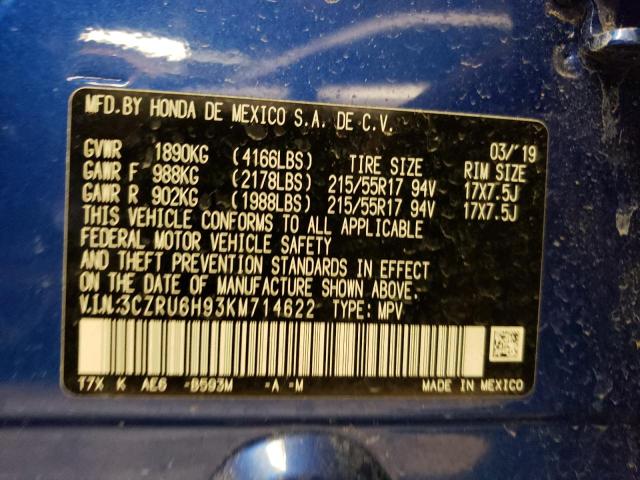 MFD.BY HONDA DE MEXICO S.A. DE C.V.
03/'19
GVWR 1890KG (4166LBS) TIRE SIZE RIM SIZE
GAWR F 988KG (2178LBS) 215/55R17 94V 17X7.5J
GAWR R 902KG (1988LBS) 215/55R17 94V 17X7.5J
THIS VEHICLE CONFORMS TO ALL APPLICABLE
FEDERAL MOTOR VEHICLE SAFETY
AND THEFT PREVENTION STANDARDS IN EFFECT
ON THE DATE OF MANUFACTURE SHOWN ABOVE.
V.I.N.:3CZRU6H93KM714622 TYPE: MPV
T7X K AE6 -B593M -A -M
MADE IN MEXICO